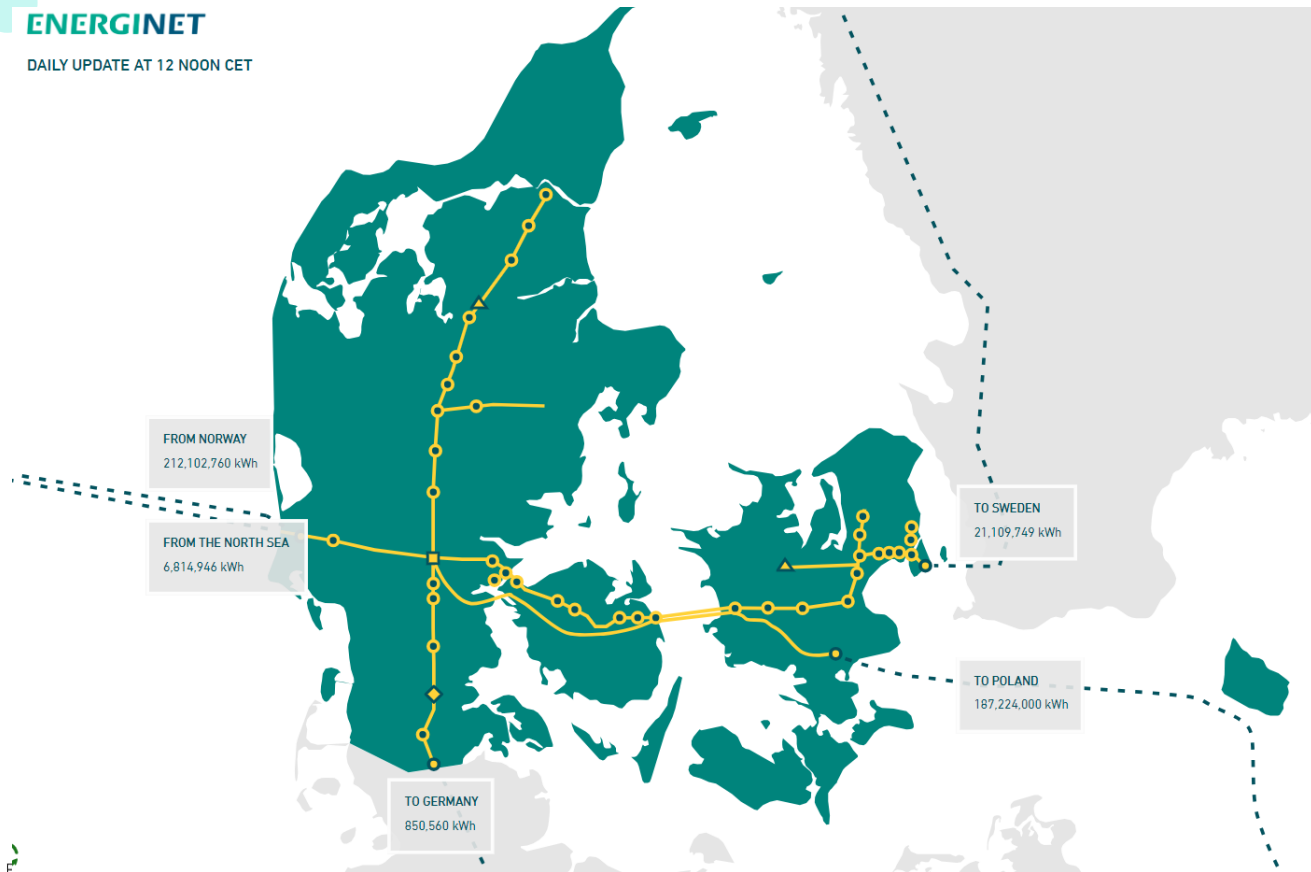 ENERGINET
DAILY UPDATE AT 12 NOON CET
FROM NORWAY
212,102,760 kWh
FROM THE NORTH SEA
6,814,946 kWh
TO SWEDEN
21,109,749 kWh
TO POLAND
187,224,000 kWh
TO GERMANY
850,560 kWh